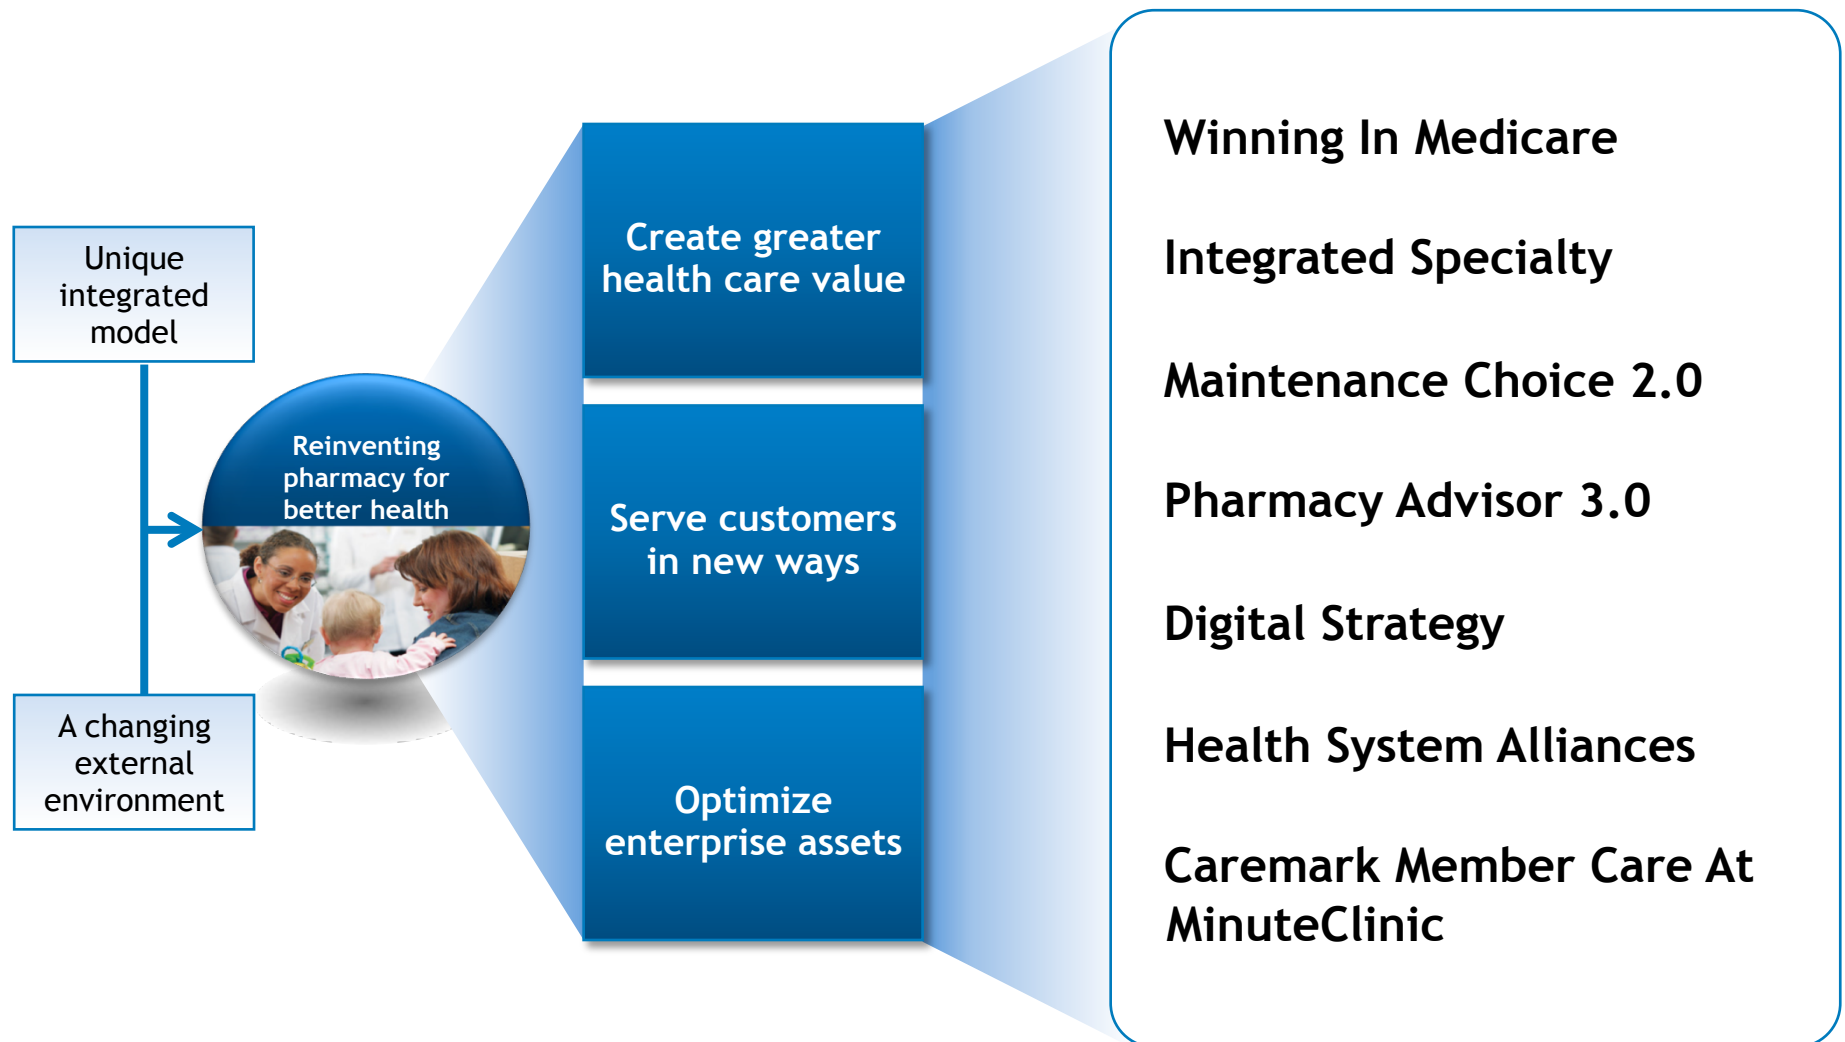 Unique
integrated
model
A changing
external
environment
Reinventing
pharmacy for
better health
Create greater
health care value
Serve customers
in new ways
Optimize
enterprise assets
Winning In Medicare
Integrated Specialty
Maintenance Choice 2.0
Pharmacy Advisor 3.0
Digital Strategy
Health System Alliances
Caremark Member Care At
MinuteClinic